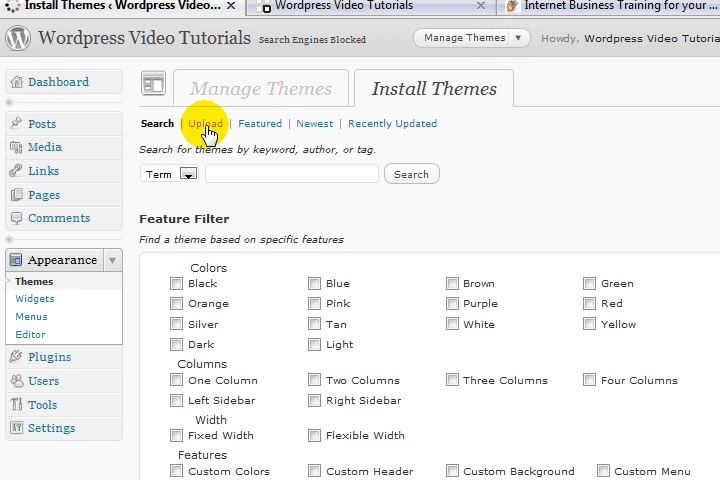 Install Themes ‹ Wordpress Video... Wordpress Video Tutorials Internet Business Training for your ...
Wordpress Video Tutorials Search Engines Blocked Manage Themes Howdy, Wordpress Video Tutoria
Manage Themes Install Themes
Dashboard
Posts
Media
Links
Pages
Comments
Appearance
Themes
Widgets
Menus
Editor
Plugins
Users
Tools
Settings
Search | Upload | Featured | Newest | Recently Updated
Search for themes by keyword, author, or tag.
Term Search
Feature Filter
Find a theme based on specific features
Colors
Black Blue Brown Green
Orange Pink Purple Red
Silver Tan White Yellow
Dark Light
Columns
One Column Two Columns Three Columns Four Columns
Left Sidebar Right Sidebar
Width
Fixed Width Flexible Width
Features
Custom Colors Custom Header Custom Background Custom Menu